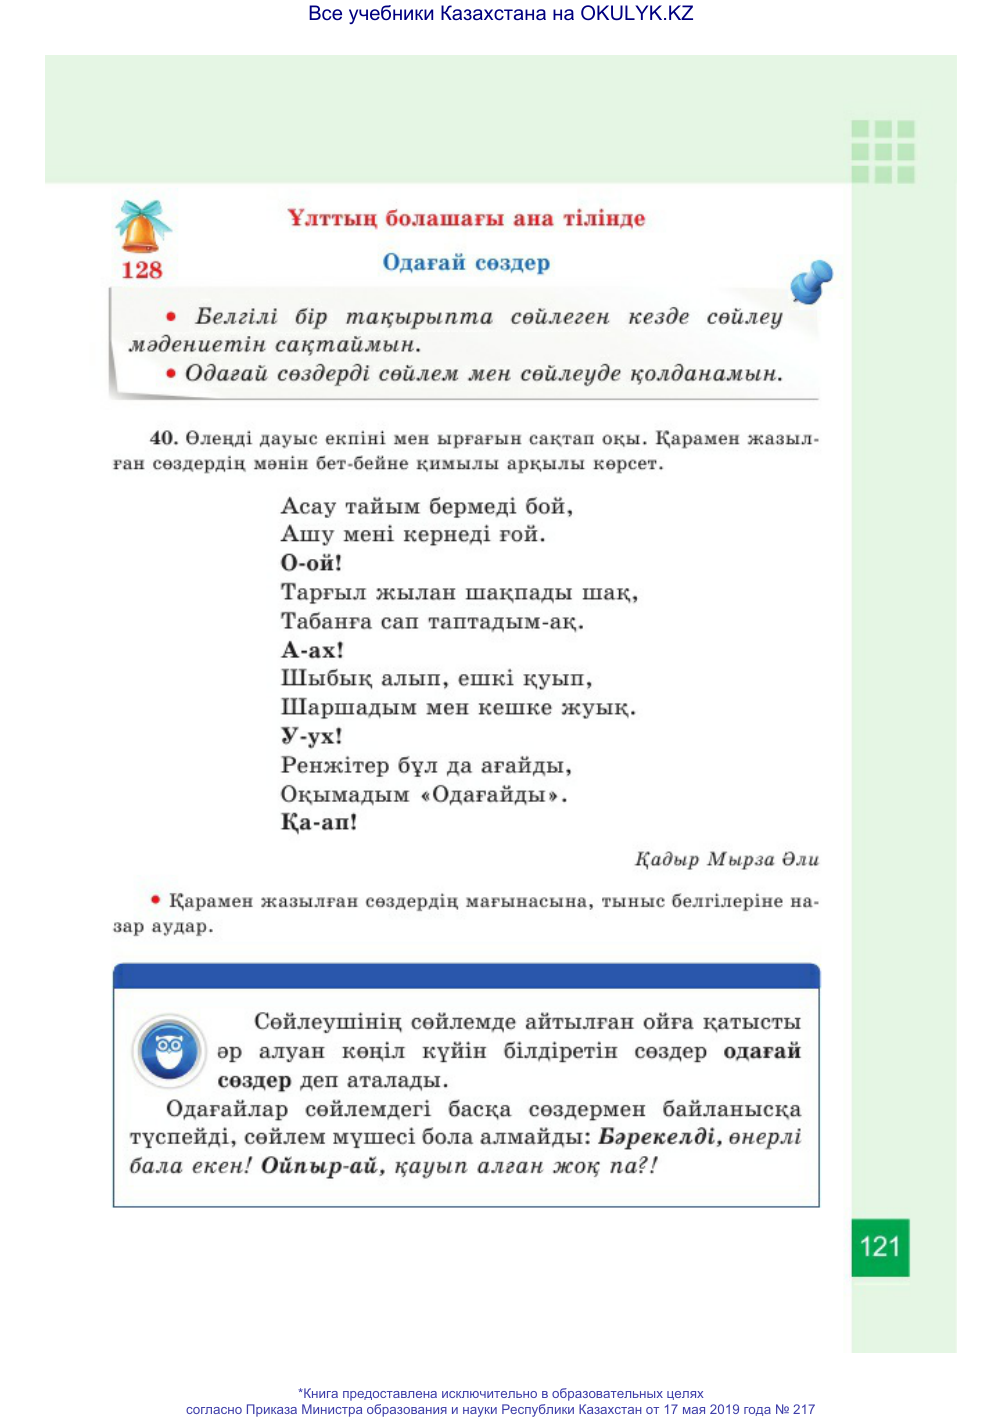 Все учебники Казахстана на OKULYK.KZ
Ұлттың болашағы ана тілінде
128
Одағай сөздер
• Белгілі бір тақырыпта сөйлеген кезде сөйлеу
мәдениетін сақтаймын.
• Одағай сөздерді сөйлем мен сөйлеуде қолданамын.
40. Өлеңді дауыс екпіні мен ырғағын сақтап оқы. Қарамен жазыл-
ған сөздердің мәнін бет-бейне қимылы арқылы көрсет.
Асау тайым бермеді бой,
Ашу мені кернеді ғой.
О-ой!
Тарғыл жылан шақпады шақ,
Табанға сап таптадым-ақ.
А-ах!
Шыбық алып, ешкі қуып,
Шаршадым мен кешке жуық.
У-ух!
Ренжітер бұл да ағайды,
Оқымадым «Одағайды».
Қа-ап!
Қадыр Мырза Әли
• Қарамен жазылған сөздердің мағынасына, тыныс белгілеріне на-
зар аудар.
Сөйлеушінің сөйлемде айтылған ойға қатысты
әр алуан көңіл күйін білдіретін сөздер одағай
сөздер деп аталады.
Одағайлар сөйлемдегі басқа сөздермен байланысқа
түспейді, сөйлем мүшесі бола алмайды: Бәрекелді, өнерлі
бала екен! Ойпыр-ай, қауып алған жоқ па?!
121
*Книга предоставлена исключительно в образовательных целях
согласно Приказа Министра образования и науки Республики Казахстан от 17 мая 2019 года № 217